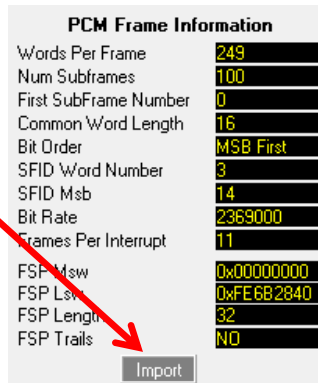 PCM Frame Information
Words Per Frame 249
Num Subframes 100
First SubFrame Number 0
Common Word Length 16
Bit Order MSB First
SFID Word Number 3
SFID Msb 14
Bit Rate 2369000
Frames Per Interrupt 11
FSP Msw 0x00000000
FSP Lsw 0xFE6B2840
FSP Length 32
FSP Trails NO
Import